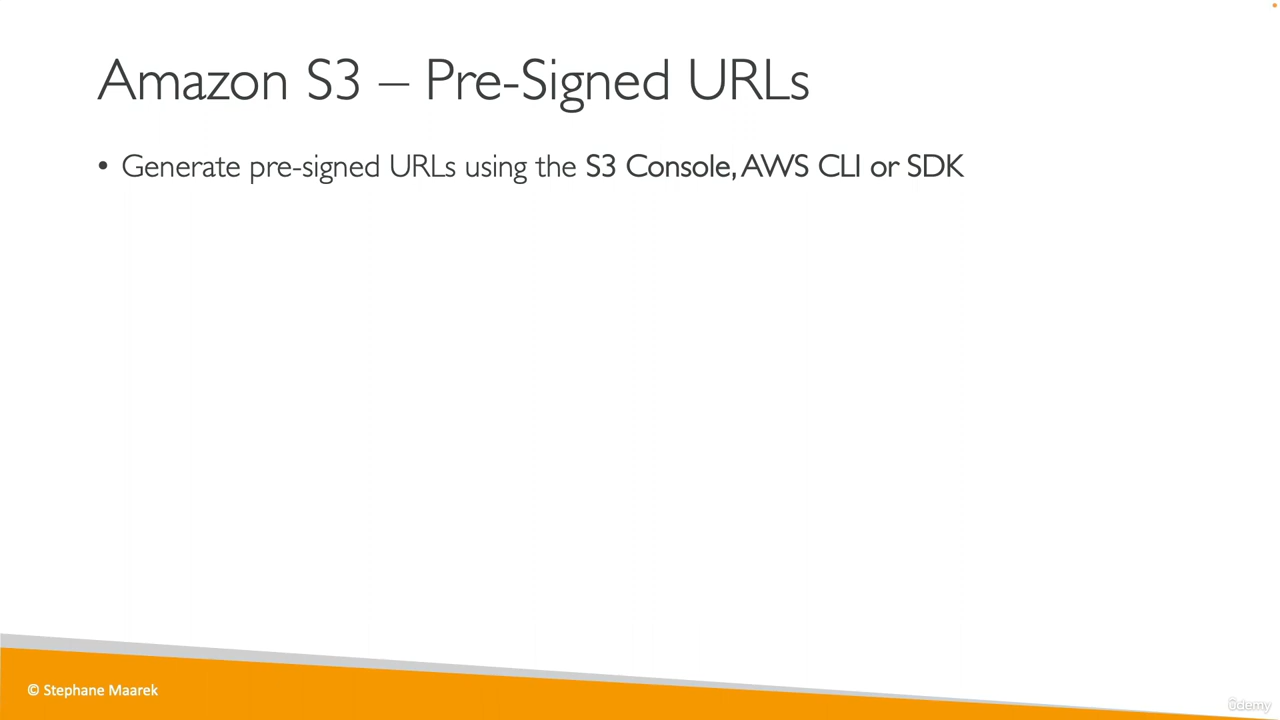 Amazon S3 – Pre-Signed URLs
• Generate pre-signed URLs using the S3 Console, AWS CLI or SDK
© Stephane Maarek
ûdemy